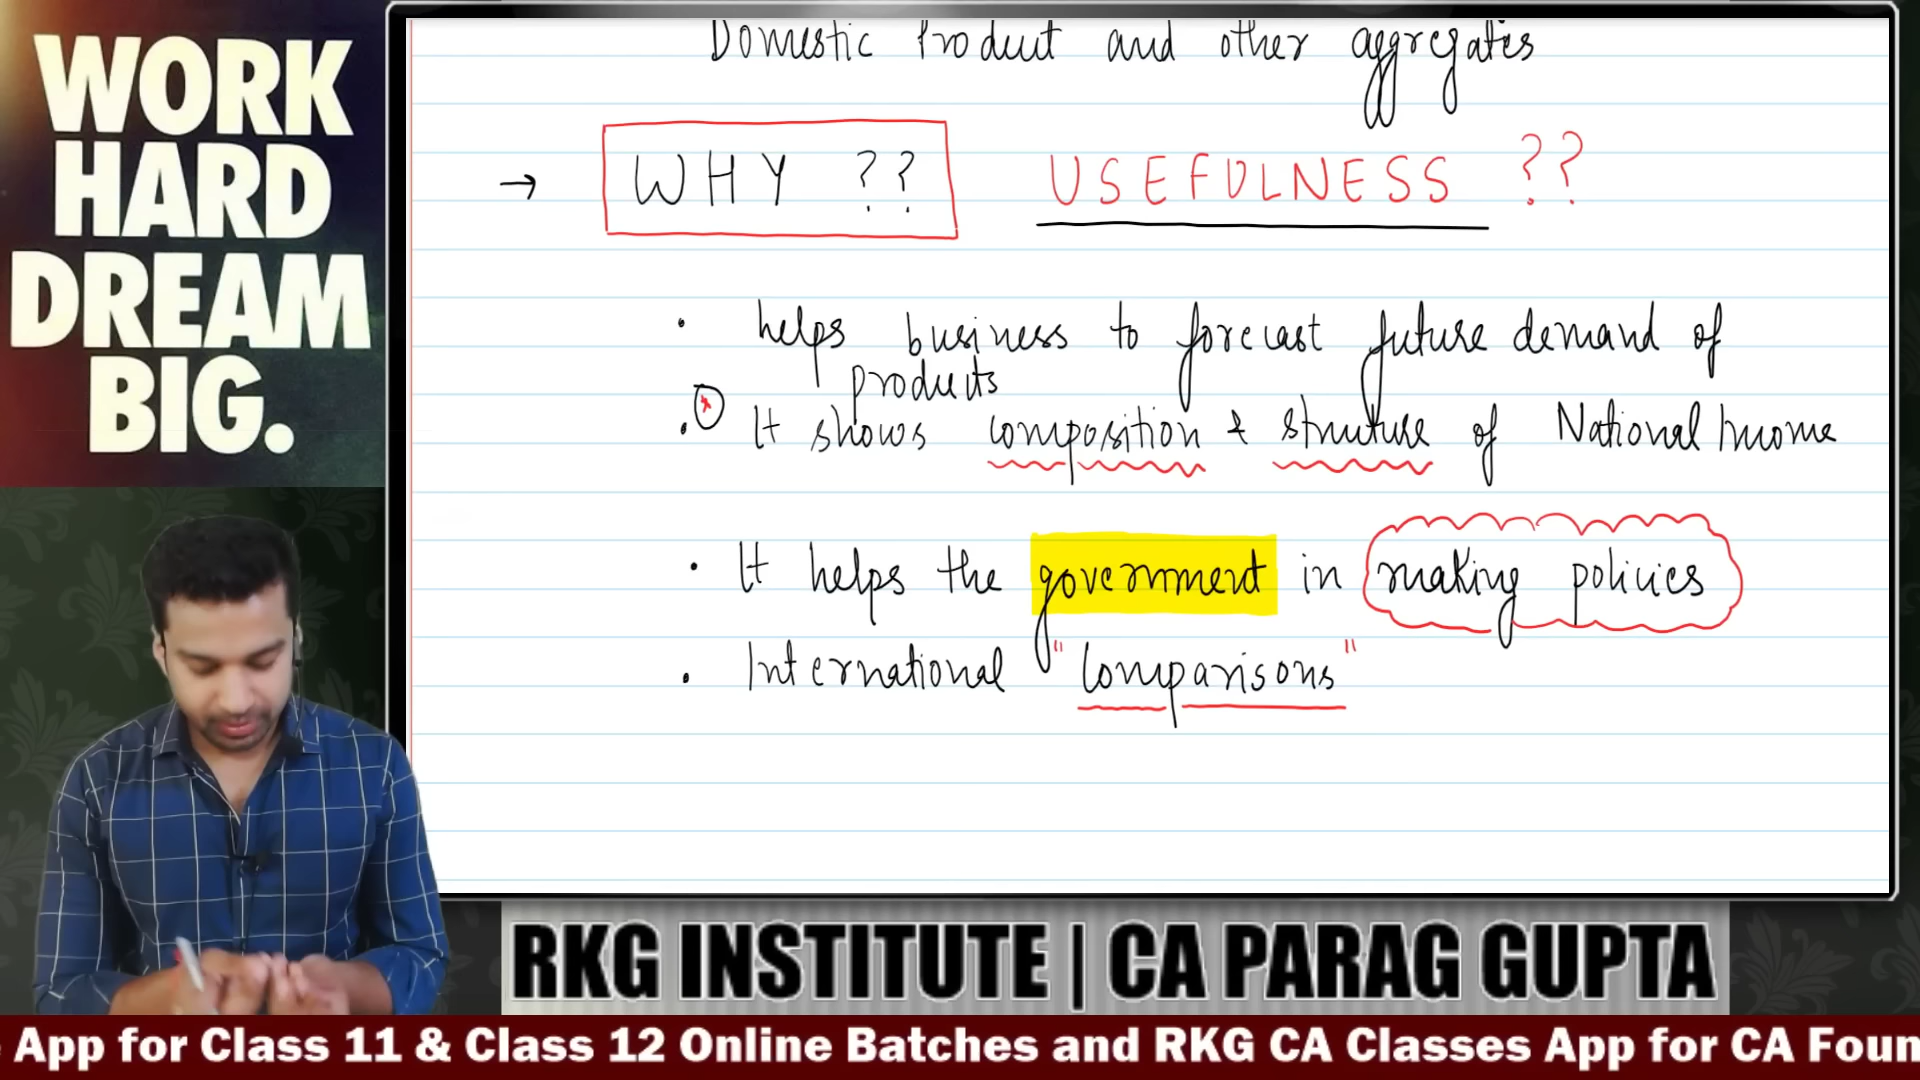 WORK
HARD
DREAM
BIG.
Domestic Product and other aggregates
→ WHY ?? USEFULNESS ??
• helps business to forecast future demand of
products
• It shows composition & structure of National Income
• It helps the government in making policies
• International "Comparisons"
RKG INSTITUTE | CA PARAG GUPTA
App for Class 11 & Class 12 Online Batches and RKG CA Classes App for CA Foun